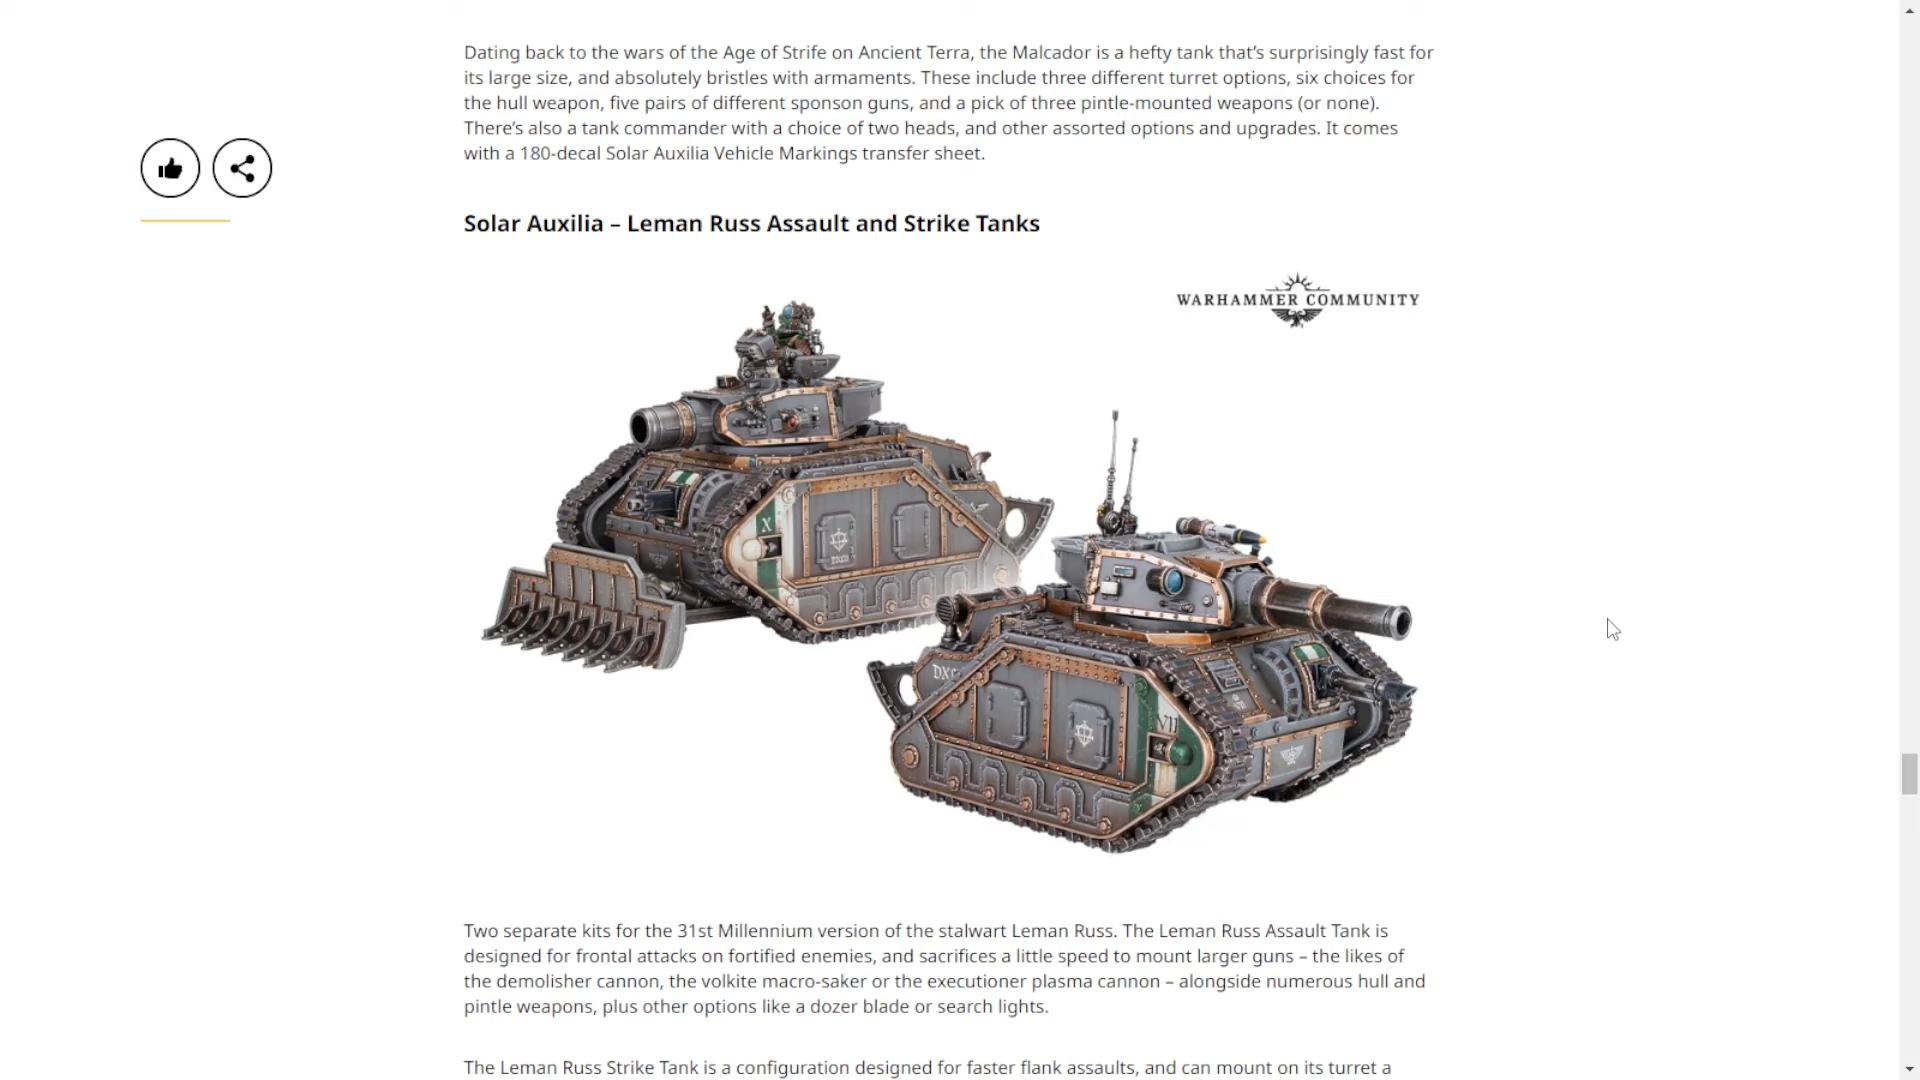 Dating back to the wars of the Age of Strife on Ancient Terra, the Malcador is a hefty tank that’s surprisingly fast for
its large size, and absolutely bristles with armaments. These include three different turret options, six choices for
the hull weapon, five pairs of different sponson guns, and a pick of three pintle-mounted weapons (or none).
There’s also a tank commander with a choice of two heads, and other assorted options and upgrades. It comes
with a 180-decal Solar Auxilia Vehicle Markings transfer sheet.
Solar Auxilia – Leman Russ Assault and Strike Tanks
WARHAMMER COMMUNITY
X
VII
Two separate kits for the 31st Millennium version of the stalwart Leman Russ. The Leman Russ Assault Tank is
designed for frontal attacks on fortified enemies, and sacrifices a little speed to mount larger guns – the likes of
the demolisher cannon, the volkite macro-saker or the executioner plasma cannon – alongside numerous hull and
pintle weapons, plus other options like a dozer blade or search lights.
The Leman Russ Strike Tank is a configuration designed for faster flank assaults, and can mount on its turret a